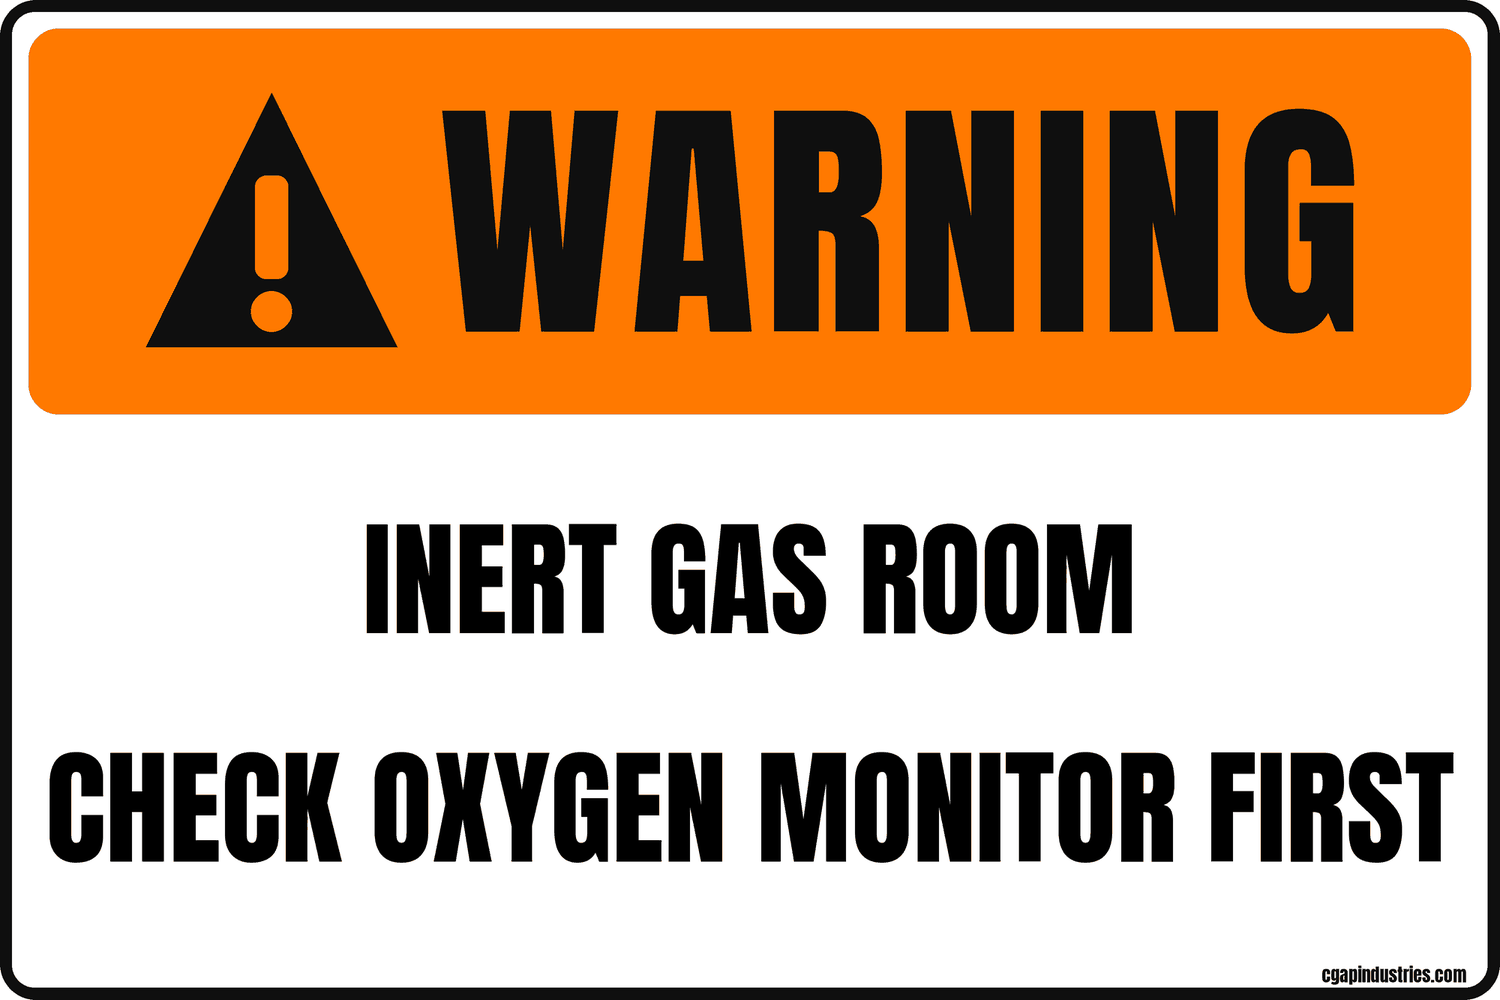 WARNING
INERT GAS ROOM
CHECK OXYGEN MONITOR FIRST
cgapindustries.com